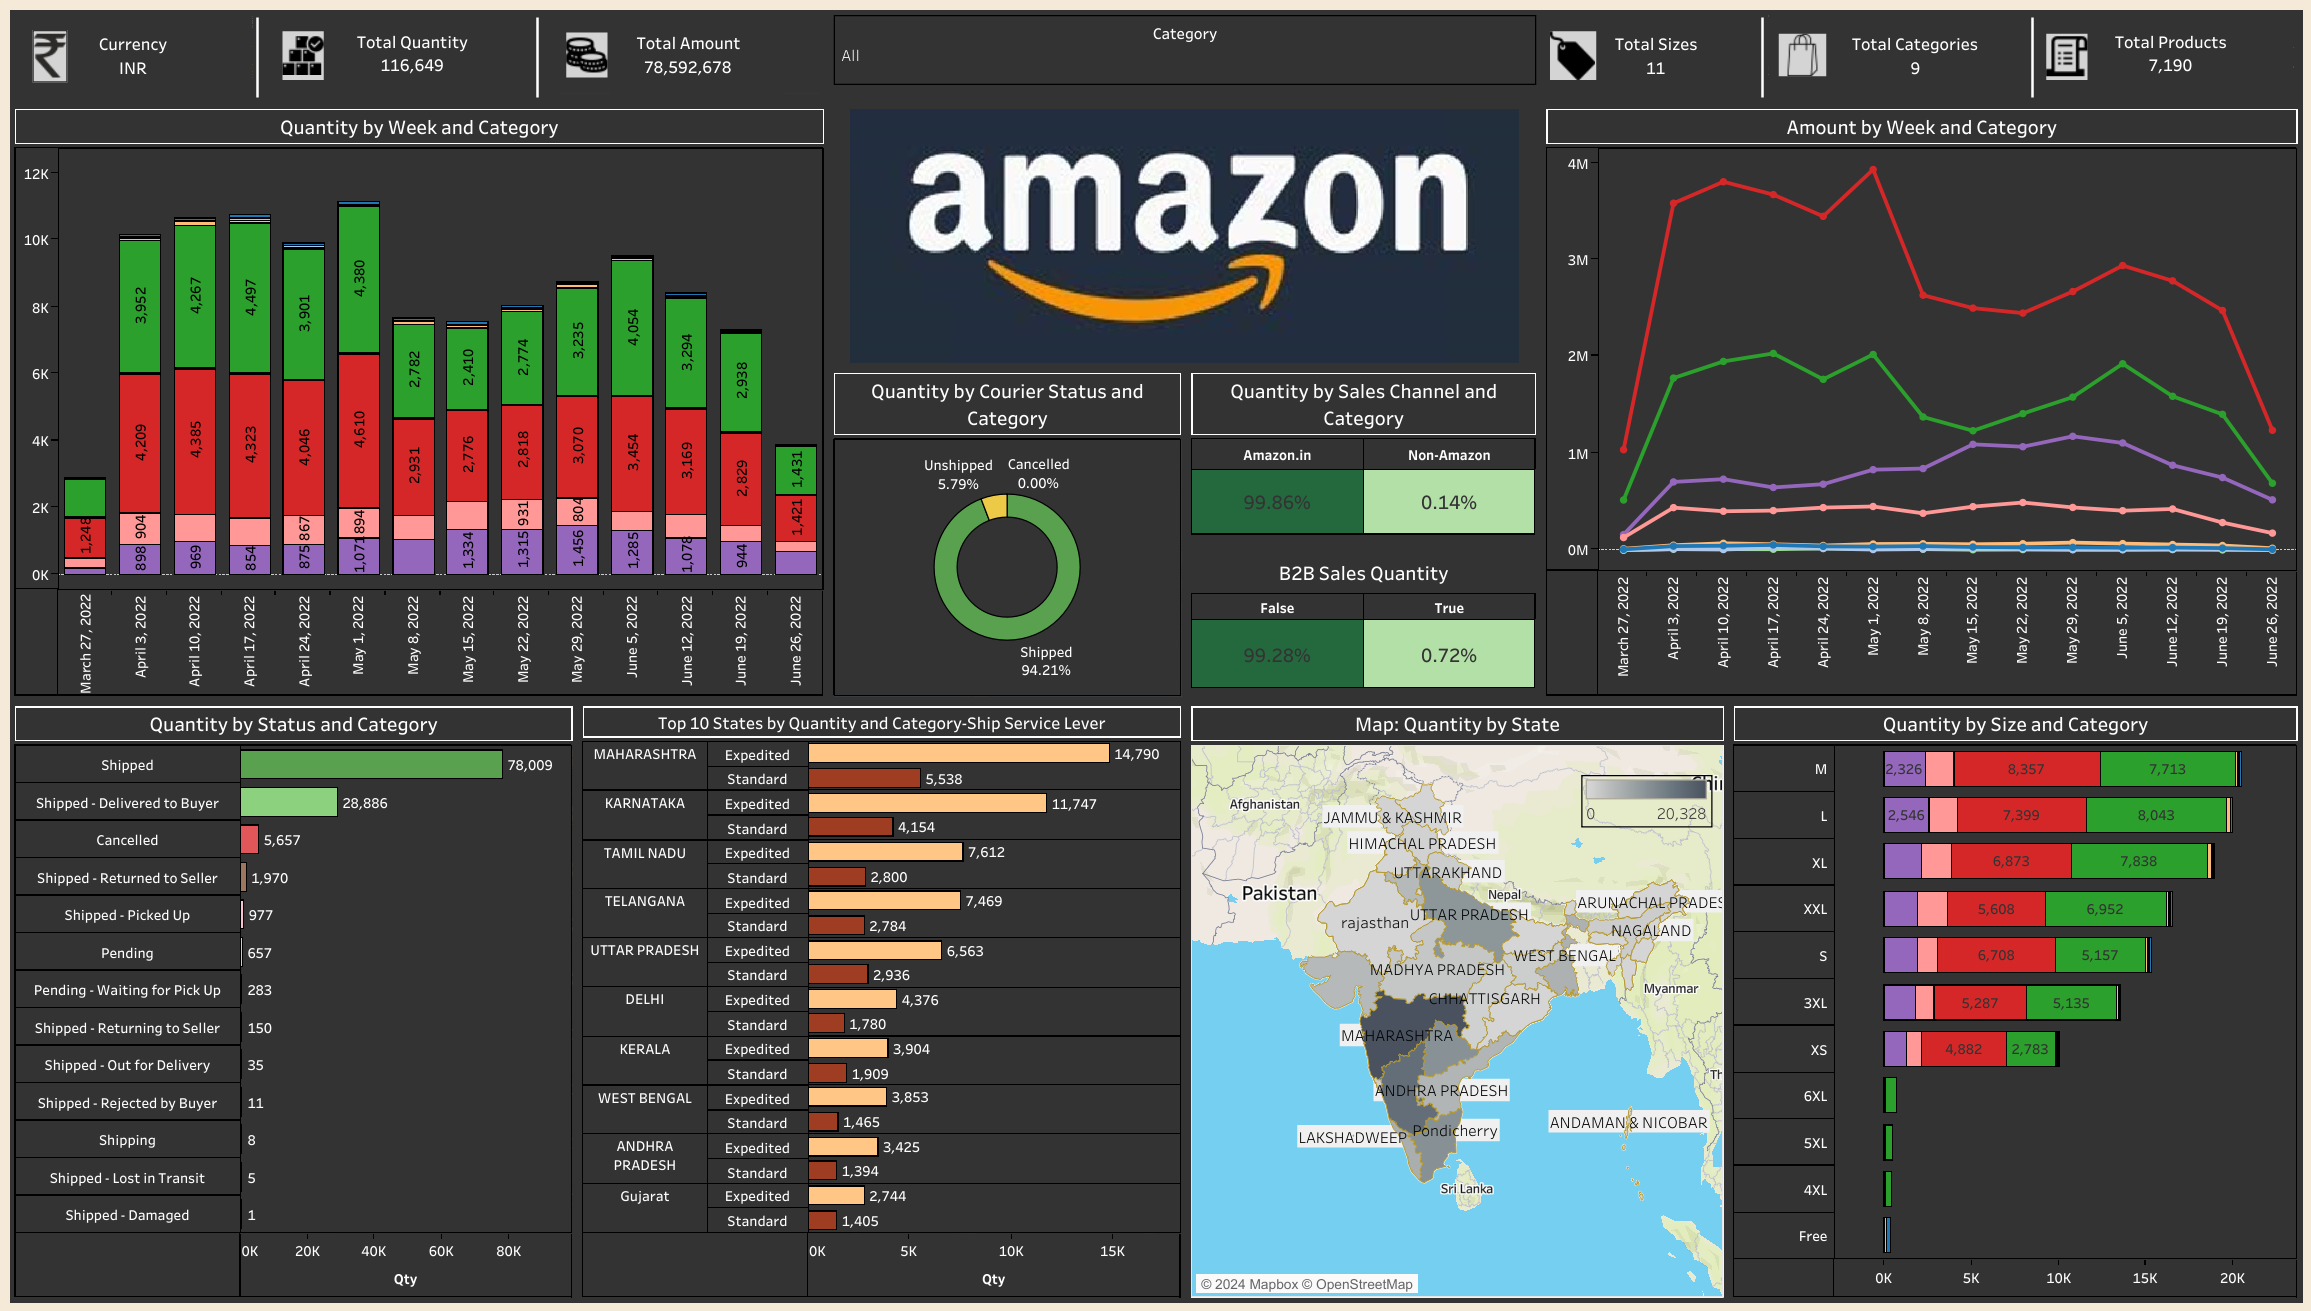 Currency
INR
Total Quantity
116,649
Total Amount
78,592,678
Category
All
Total Sizes
11
Total Categories
9
Total Products
7,190
Quantity by Week and Category
12K
10K
8K
6K
4K
2K
0K
1,248
3,952
4,209
904
898
4,267
4,385
969
4,497
4,323
854
3,901
4,046
867
875
4,380
4,610
894
1,071
2,782
2,931
2,410
2,776
1,334
2,774
2,818
931
1,315
3,235
3,070
804
1,456
4,054
3,454
1,285
3,294
3,169
1,078
2,938
2,829
944
1,431
1,421
March 27, 2022
April 3, 2022
April 10, 2022
April 17, 2022
April 24, 2022
May 1, 2022
May 8, 2022
May 15, 2022
May 22, 2022
May 29, 2022
June 5, 2022
June 12, 2022
June 19, 2022
June 26, 2022
amazon
Quantity by Courier Status and
Category
Unshipped
5.79%
Cancelled
0.00%
Shipped
94.21%
Quantity by Sales Channel and
Category
Amazon.in Non-Amazon
99.86% 0.14%
B2B Sales Quantity
False True
99.28% 0.72%
Amount by Week and Category
4M
3M
2M
1M
0M
March 27, 2022
April 3, 2022
April 10, 2022
April 17, 2022
April 24, 2022
May 1, 2022
May 8, 2022
May 15, 2022
May 22, 2022
May 29, 2022
June 5, 2022
June 12, 2022
June 19, 2022
June 26, 2022
Quantity by Status and Category
Shipped 78,009
Shipped - Delivered to Buyer 28,886
Cancelled 5,657
Shipped - Returned to Seller 1,970
Shipped - Picked Up 977
Pending 657
Pending - Waiting for Pick Up 283
Shipped - Returning to Seller 150
Shipped - Out for Delivery 35
Shipped - Rejected by Buyer 11
Shipping 8
Shipped - Lost in Transit 5
Shipped - Damaged 1
0K 20K 40K 60K 80K
Qty
Top 10 States by Quantity and Category-Ship Service Lever
MAHARASHTRA Expedited 14,790
Standard 5,538
KARNATAKA Expedited 11,747
Standard 4,154
TAMIL NADU Expedited 7,612
Standard 2,800
TELANGANA Expedited 7,469
Standard 2,784
UTTAR PRADESH Expedited 6,563
Standard 2,936
DELHI Expedited 4,376
Standard 1,780
KERALA Expedited 3,904
Standard 1,909
WEST BENGAL Expedited 3,853
Standard 1,465
ANDHRA
PRADESH
Expedited 3,425
Standard 1,394
Gujarat Expedited 2,744
Standard 1,405
0K 5K 10K 15K
Qty
Map: Quantity by State
0 20,328
Afghanistan
JAMMU & KASHMIR
HIMACHAL PRADESH
UTTARAKHAND
Pakistan
Nepal
ARUNACHAL PRADES
rajasthan
UTTAR PRADESH
NAGALAND
WEST BENGAL
MADHYA PRADESH
Myanmar
CHHATTISGARH
MAHARASHTRA
Th
ANDHRA PRADESH
ANDAMAN & NICOBAR
LAKSHADWEEP
Pondicherry
Sri Lanka
© 2024 Mapbox © OpenStreetMap
Quantity by Size and Category
M 2,326 8,357 7,713
L 2,546 7,399 8,043
XL 6,873 7,838
XXL 5,608 6,952
S 6,708 5,157
3XL 5,287 5,135
XS 4,882 2,783
6XL
5XL
4XL
Free
0K 5K 10K 15K 20K